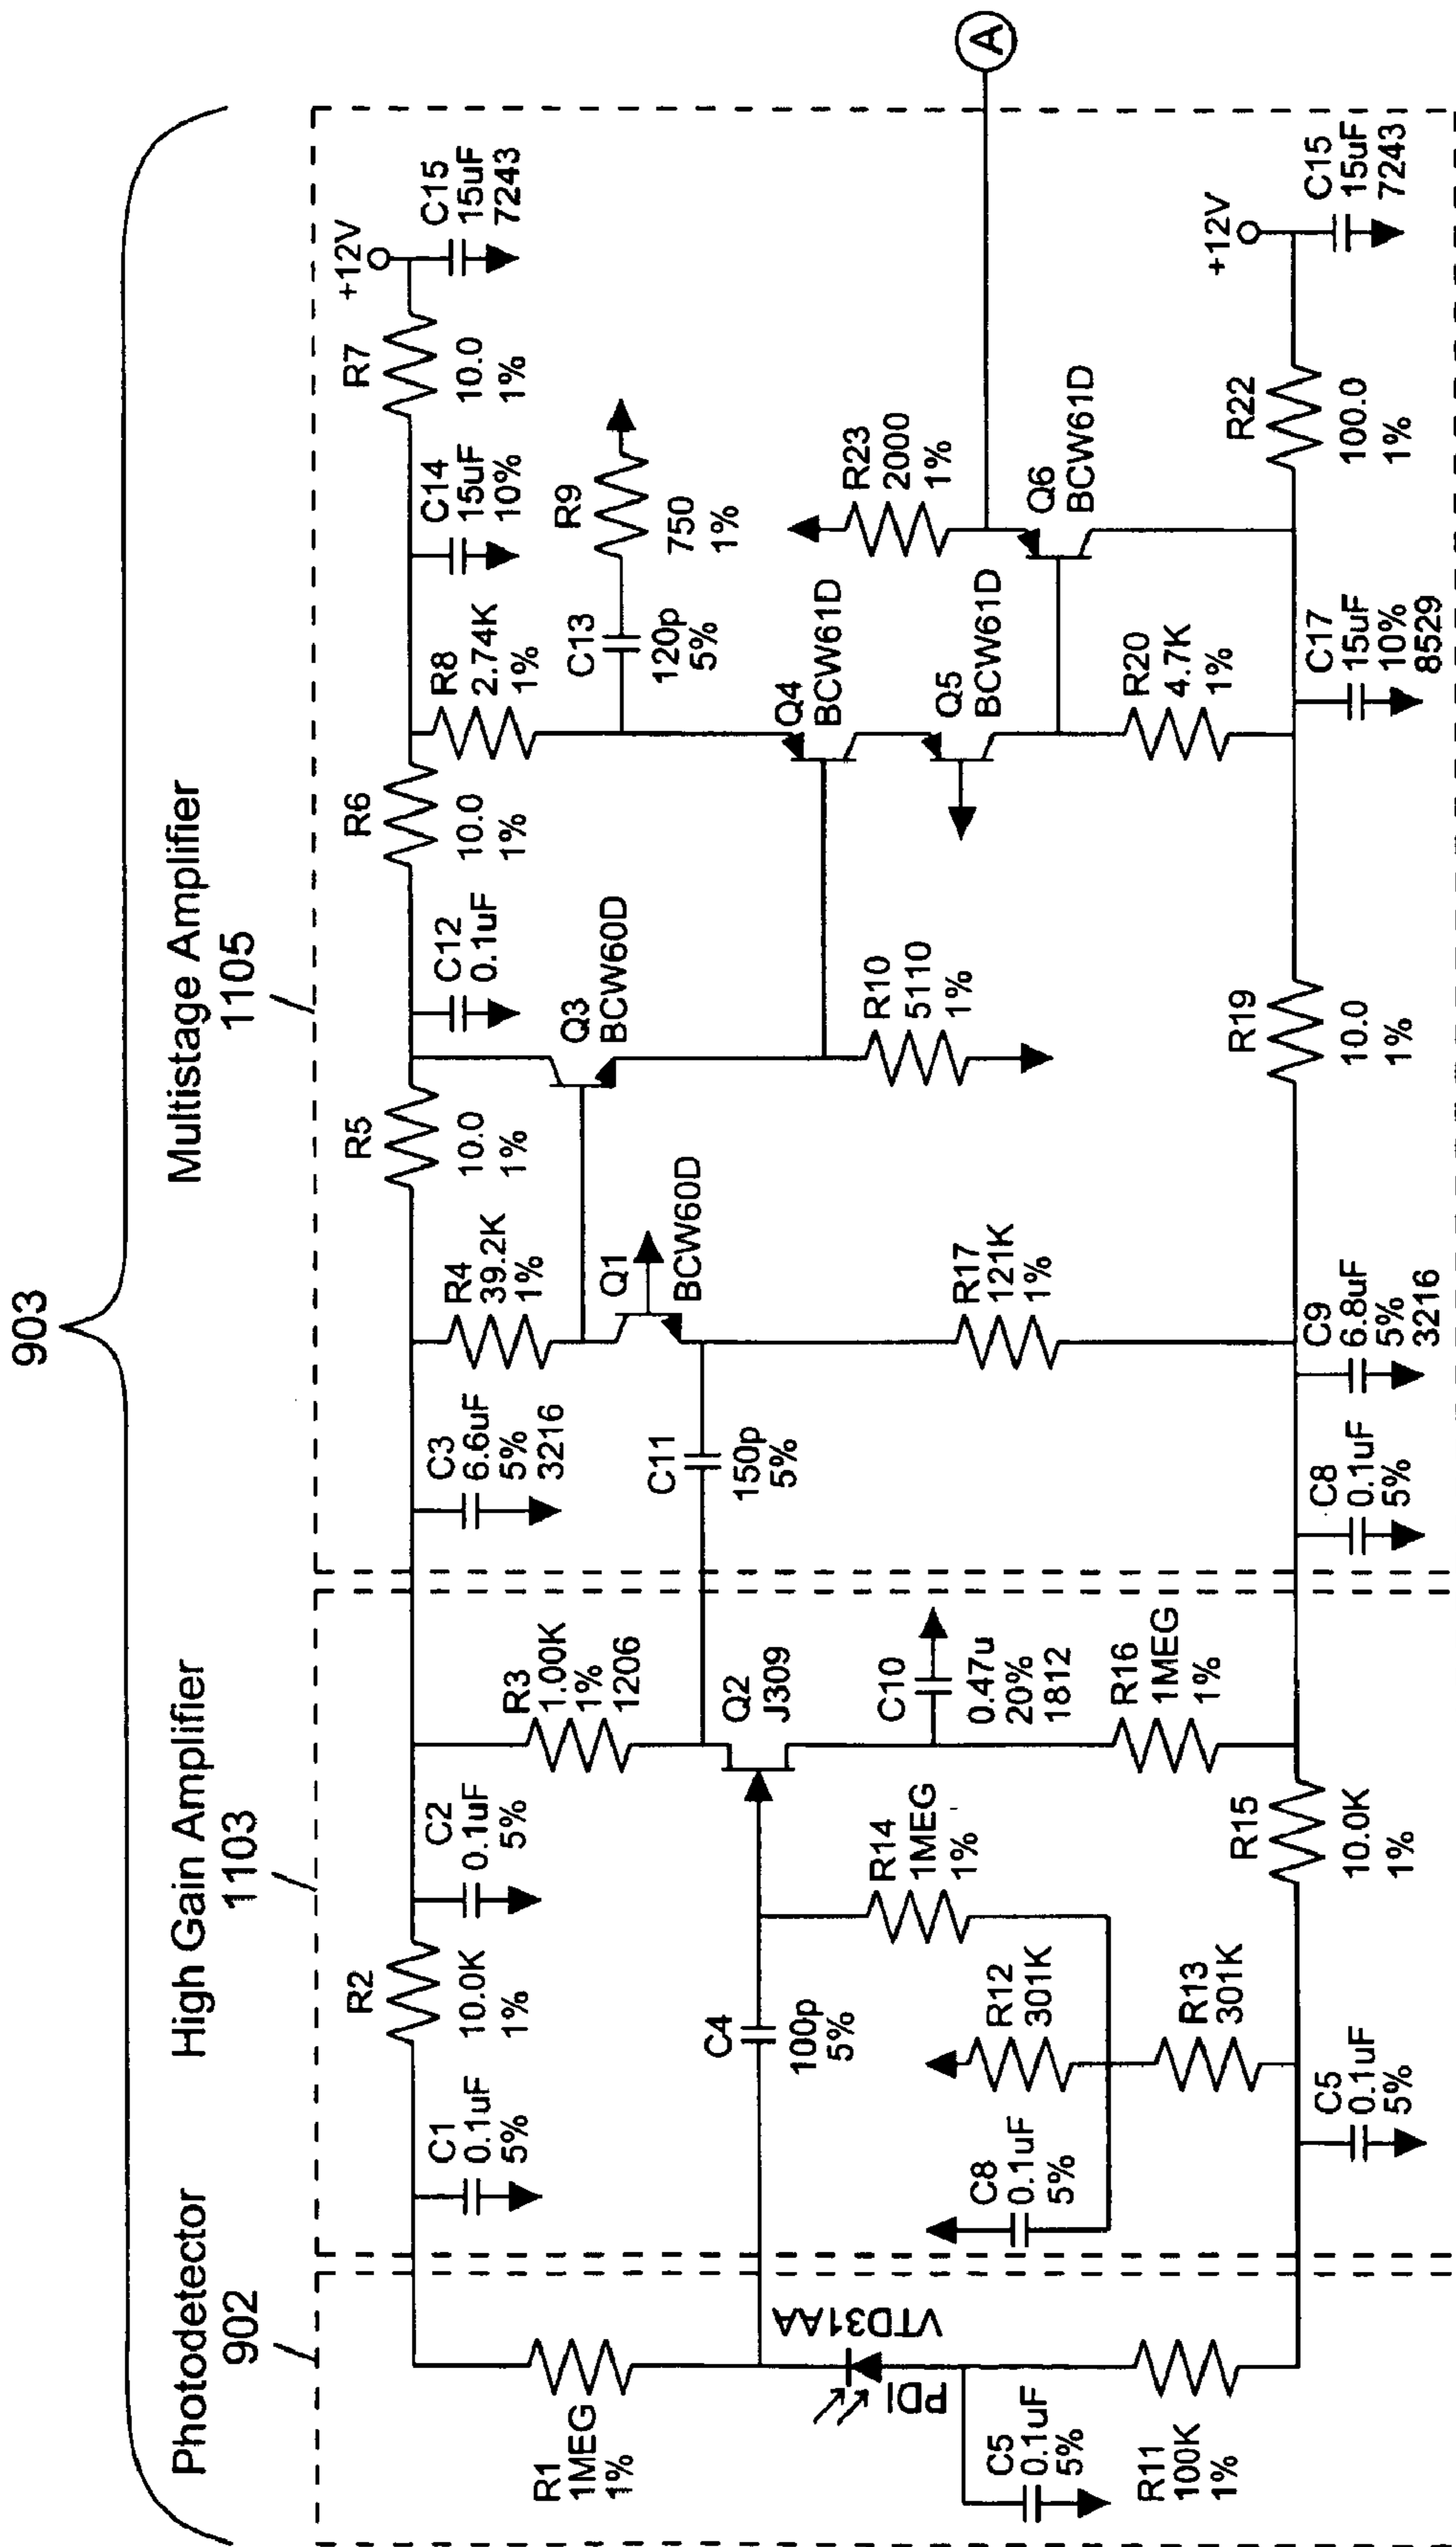 903
Photodetector
902
High Gain Amplifier
1103
Multistage Amplifier
1105
R1
1MEG
1%
C1
0.1uF
5%
R2
10.0K
1%
C2
0.1uF
5%
R3
1.00K
1%
1206
C3
6.6uF
5%
3216
R4
39.2K
1%
R5
10.0
1%
C12
0.1uF
R6
10.0
1%
R8
2.74K
1%
C14
15uF
10%
R7
10.0
1%
+12V
C15
15uF
7243
Q3
BCW60D
C13
120p
5%
R9
750
1%
Q1
BCW60D
C11
150p
5%
Q2
J309
C4
100p
5%
PDI
VTD31AA
C5
0.1uF
5%
R11
100K
1%
C8
0.1uF
5%
R12
301K
R13
301K
R14
1MEG
1%
C10
0.47u
20%
1812
R16
1MEG
1%
R17
121K
1%
R10
5110
1%
Q4
BCW61D
Q5
BCW61D
R23
2000
1%
Q6
BCW61D
R20
4.7K
1%
A
C5
0.1uF
5%
R15
10.0K
1%
C8
0.1uF
5%
C9
6.8uF
5%
3216
R19
10.0
1%
C17
15uF
10%
8529
R22
100.0
1%
+12V
C15
15uF
7243